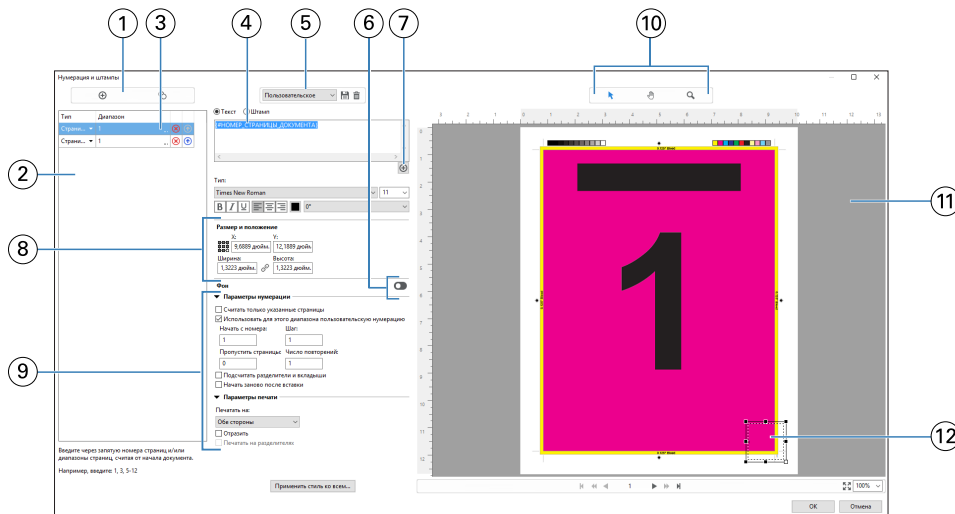 1
3
4
5
6
7
10
Нумерация и штампы
Пользовательское
Тип
Диапазон
Текст
Штамп
Страни...
1
...
Страни...
1
...
[#НОМЕР_СТРАНИЦЫ_ДОКУМЕНТА]
Тип:
Times New Roman
11
B I U
0°
2
8
9
11
12
Размер и положение
X:
Y:
9,6889 дюйм.
12,1889 дюйм
Ширина:
Высота:
1,3223 дюйм.
1,3223 дюйм.
Фон
Параметры нумерации
Считать только указанные страницы
Использовать для этого диапазона пользовательскую нумерацию
Начать с номера:
Шаг:
1
1
Пропустить страницы:
Число повторений:
0
1
Подсчитать разделители и вкладыши
Начать заново после вставки
Параметры печати
Печатать на:
Обе стороны
Отразить
Печатать на разделителях
Введите через запятую номера страниц и/или
диапазоны страниц, считая от начала документа.
Например, введите: 1, 3, 5-12
Применить стиль ко всем...
1
1
100%
OK
Отмена